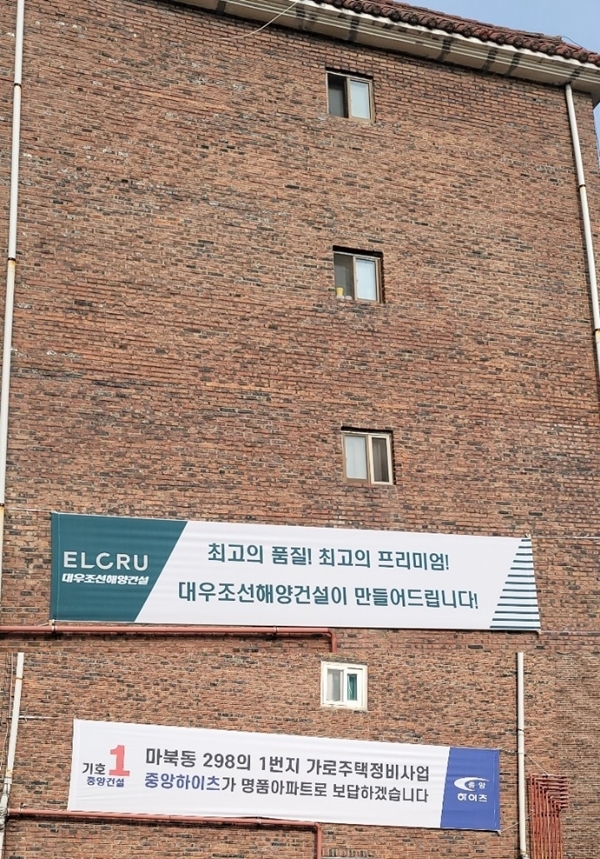 ELCRU
대우조선해양건설
최고의 품질! 최고의 프리미엄!
대우조선해양건설이 만들어드립니다!
기호 1
중앙건설
마북동 298의 1번지 가로주택정비사업
중앙하이츠가 명품아파트로 보답하겠습니다
중앙
하이츠